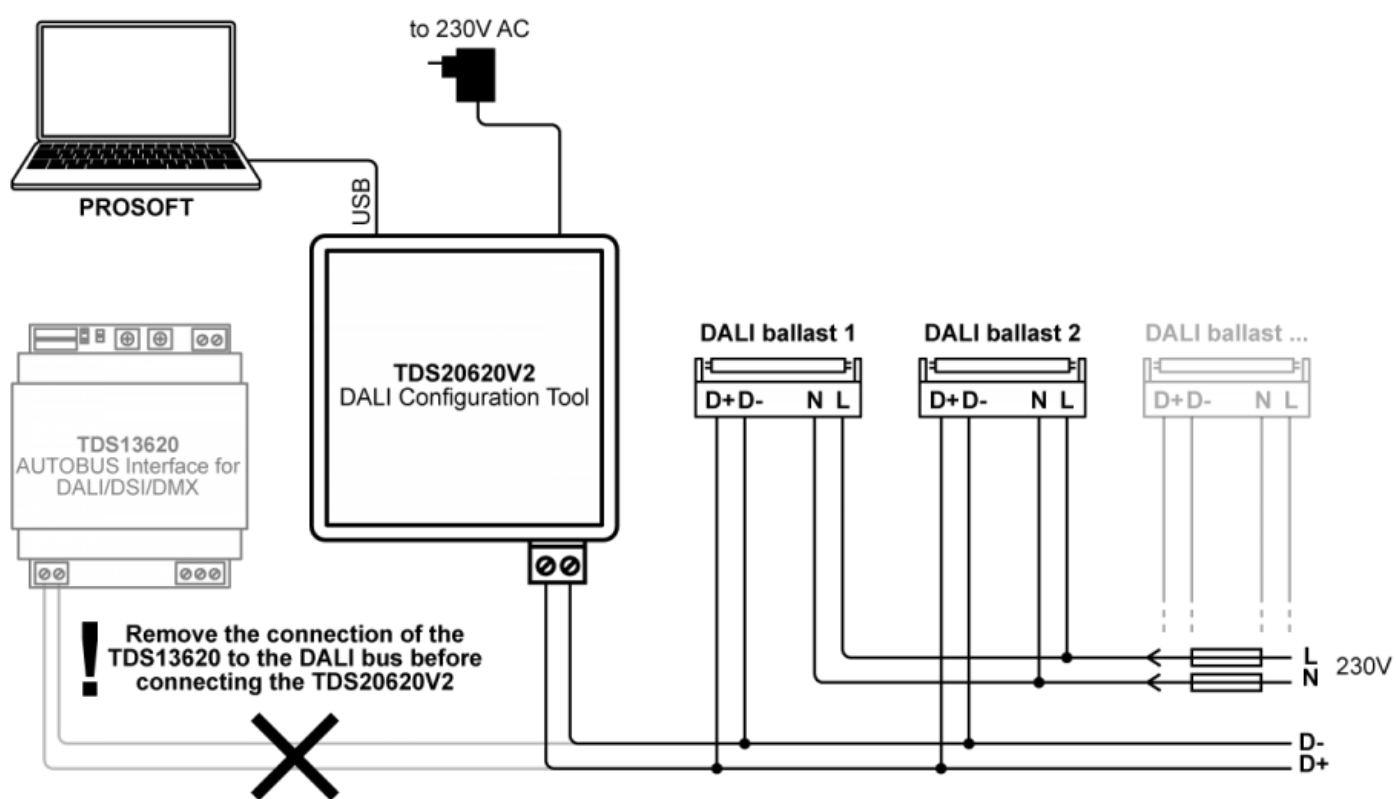 to 230V AC
PROSOFT
USB
TDS20620V2
DALI Configuration Tool
TDS13620
AUTOBUS Interface for
DALI/DSI/DMX
DALI ballast 1
D+ D- N L
DALI ballast 2
D+ D- N L
DALI ballast ...
D+ D- N L
! Remove the connection of the
TDS13620 to the DALI bus before
connecting the TDS20620V2
L
N
230V
D-
D+